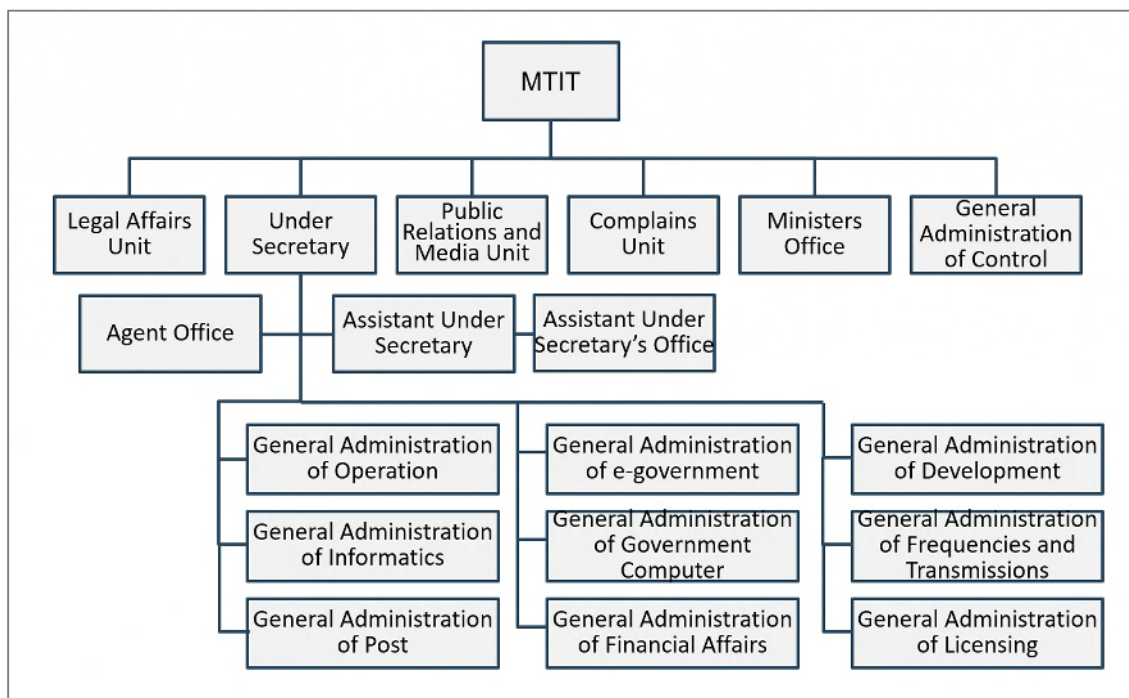 MTIT
Legal Affairs
Unit
Under
Secretary
Public
Relations and
Media Unit
Complains
Unit
Ministers
Office
General
Administration
of Control
Agent Office
Assistant Under
Secretary
Assistant Under
Secretary's Office
General Administration
of Operation
General Administration
of e-government
General Administration
of Development
General Administration
of Informatics
General Administration
of Government
Computer
General Administration
of Frequencies and
Transmissions
General Administration
of Post
General Administration
of Financial Affairs
General Administration
of Licensing